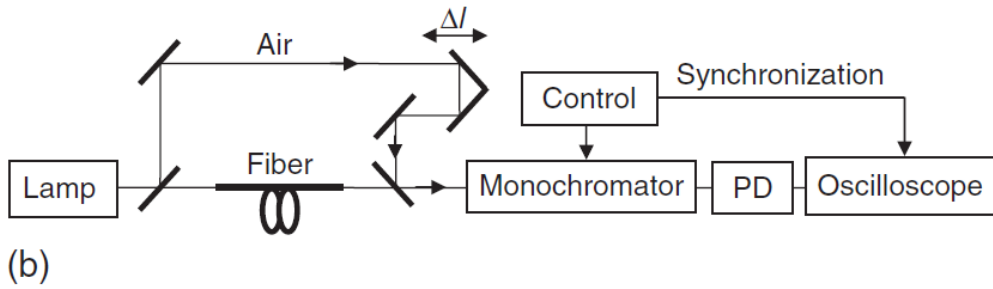 Δl
Air
Synchronization
Control
Fiber
Lamp
Monochromator
PD
Oscilloscope
(b)